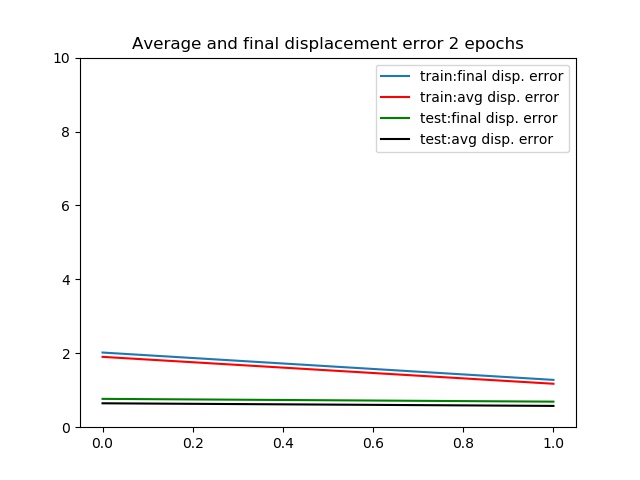 Average and final displacement error 2 epochs
10
8
6
4
2
0
train:final disp. error
train:avg disp. error
test:final disp. error
test:avg disp. error
0.0 0.2 0.4 0.6 0.8 1.0